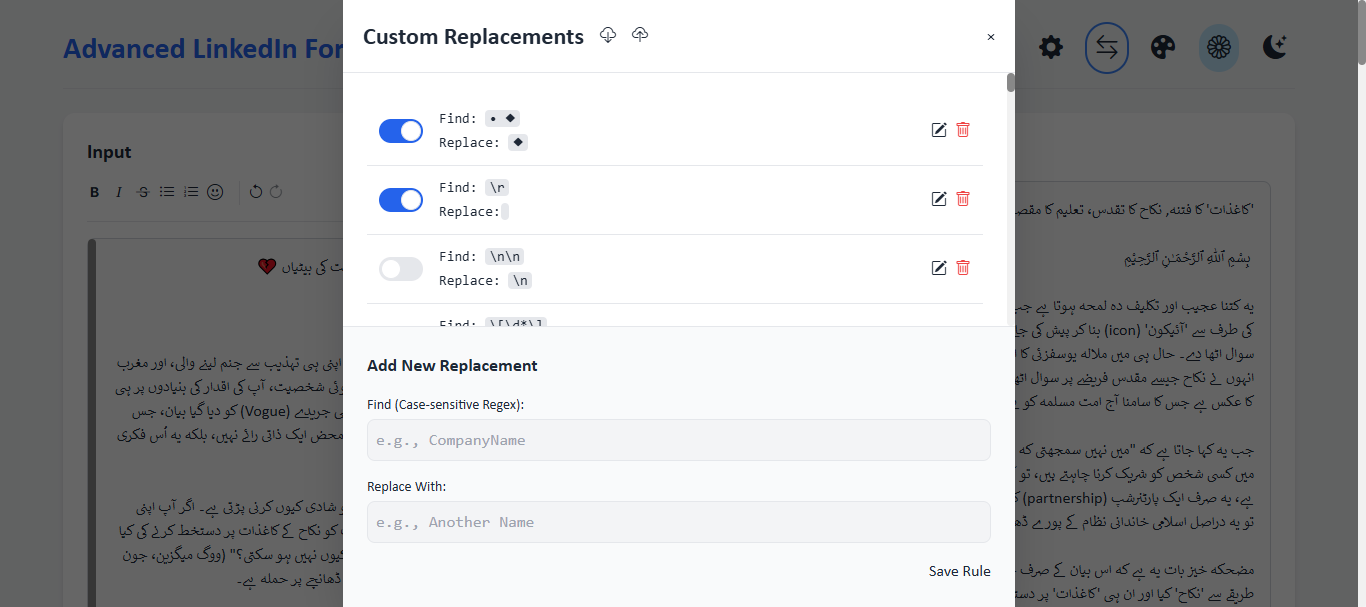 Advanced LinkedIn For
Custom Replacements
×
Find: • ◆
Replace: ◆
Find: \r
Replace:
Find: \n\n
Replace: \n
Find: \[\d*\]
Add New Replacement
Find (Case-sensitive Regex):
e.g., CompanyName
Replace With:
e.g., Another Name
Save Rule
Input
B I S
ت کی بیٹیاں 💔
اپنی ہی تہذیب سے جنم لینے والی، اور مغرب
وئی شخصیت، آپ کی اقدار کی بنیادوں پر ہی
ی جریدے (Vogue) کو دیا گیا بیان، جس
محض ایک ذاتی رائے نہیں، بلکہ یہ اُس فکری
و شادی کیوں کرنی پڑتی ہے۔ اگر آپ اپنی
کو نکاح کے کاغذات پر دستخط کرنے کی کیا
کیوں نہیں ہو سکتی؟" (ووگ میگزین، جون
ڈھانچے پر حملہ ہے۔
'کاغذات' کا فتنہ, نکاح کا تقدس، تعلیم کا مقصد
بِسْمِ اللَّهِ الرَّحْمَٰنِ الرَّحِيْمِ
یہ کتنا عجیب اور تکلیف دہ لمحہ ہوتا ہے جب
کی طرف سے 'آئیکون' (icon) بنا کر پیش کی جا
سوال اٹھا دے۔ حال ہی میں ملالہ یوسفزئی کا
انہوں نے نکاح جیسے مقدس فریضے پر سوال اٹھ
کا عکس ہے جس کا سامنا آج امت مسلمہ کو ہے
جب یہ کہا جاتا ہے کہ "میں نہیں سمجھتی کہ
میں کسی شخص کو شریک کرنا چاہتے ہیں، تو
ہے، یہ صرف ایک پارٹنرشپ (partnership)
تو یہ دراصل اسلامی خاندانی نظام کے پورے ڈھ
مضحکہ خیز بات یہ ہے کہ اس بیان کے صرف
طریقے سے 'نکاح' کیا اور ان ہی 'کاغذات' پر دست